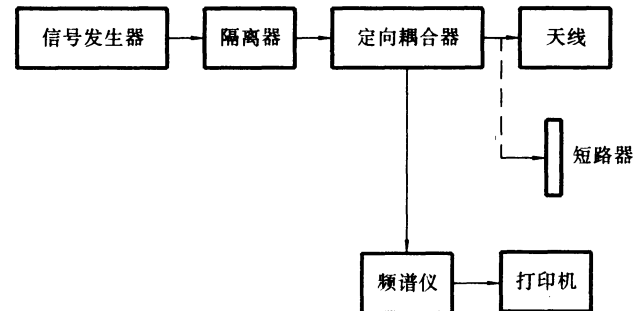 信号发生器
隔离器
定向耦合器
天线
短路器
频谱仪
打印机